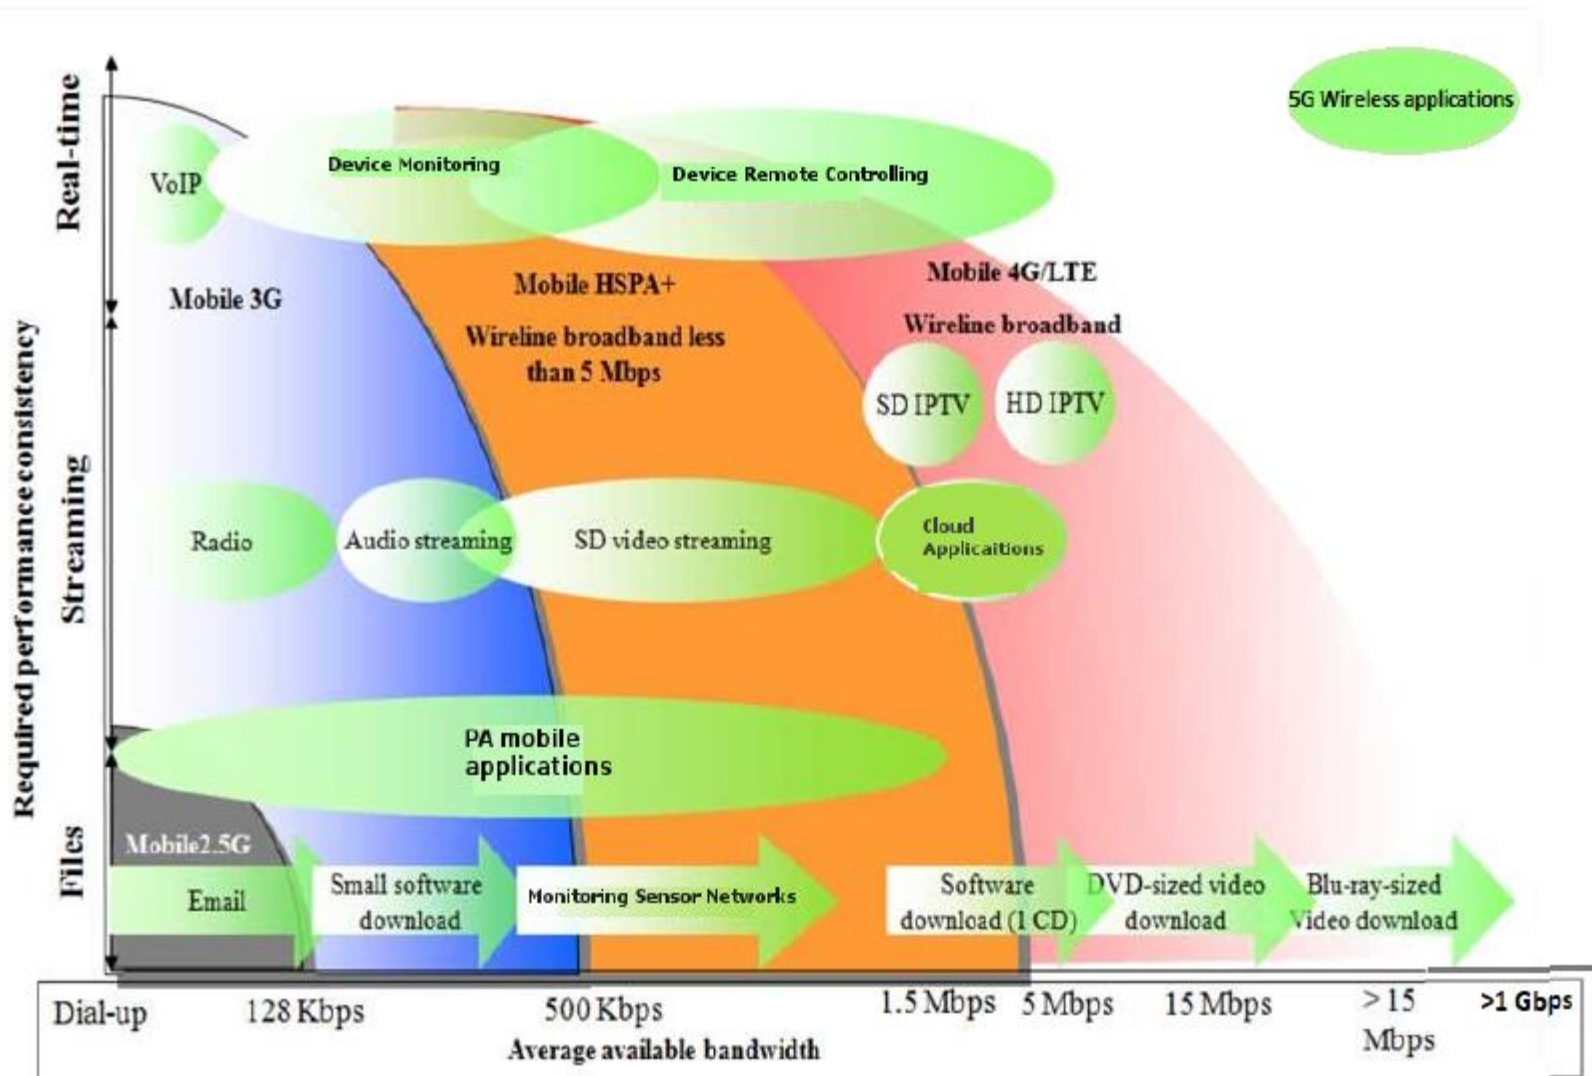 5G Wireless applications
Real-time
VoIP
Device Monitoring
Device Remote Controlling
Mobile 3G
Mobile HSPA+
Wireline broadband less
than 5 Mbps
Mobile 4G/LTE
Wireline broadband
SD IPTV
HD IPTV
Required performance consistency
Streaming
Radio
Audio streaming
SD video streaming
Cloud
Applicaitions
PA mobile
applications
Files
Mobile2.5G
Email
Small software
download
Monitoring Sensor Networks
Software
download (1 CD)
DVD-sized video
download
Blu-ray-sized
Video download
Dial-up
128 Kbps
500 Kbps
1.5 Mbps
5 Mbps
15 Mbps
>15
Mbps
>1 Gbps
Average available bandwidth